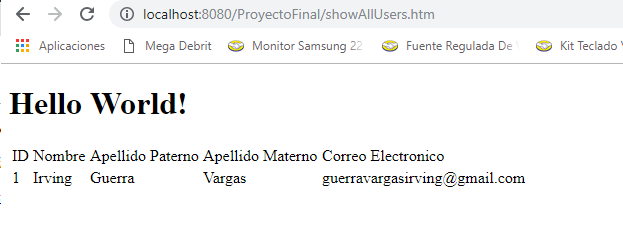 localhost:8080/ProyectoFinal/showAllUsers.htm
Aplicaciones Mega Debrit Monitor Samsung 22 Fuente Regulada De Kit Teclado
Hello World!
ID Nombre Apellido Paterno Apellido Materno Correo Electronico
1 Irving Guerra Vargas guerravargasirving@gmail.com